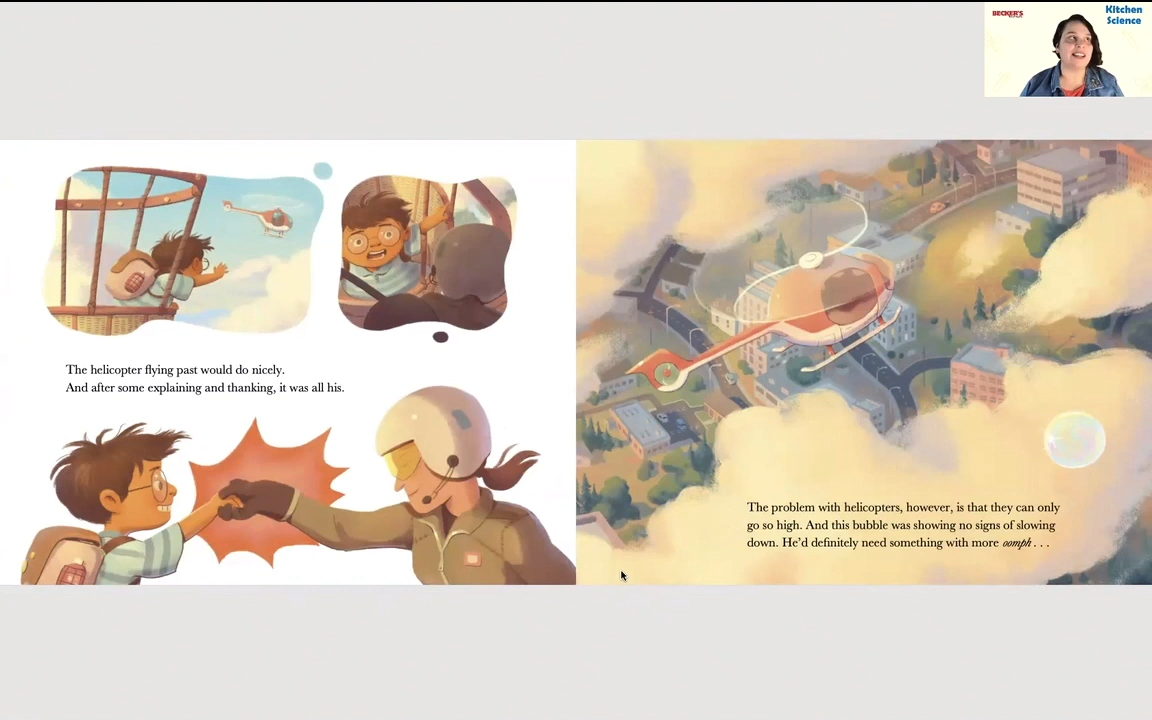 BECKER'S
Kitchen
Science
The helicopter flying past would do nicely.
And after some explaining and thanking, it was all his.
The problem with helicopters, however, is that they can only
go so high. And this bubble was showing no signs of slowing
down. He'd definitely need something with more oomph . . .